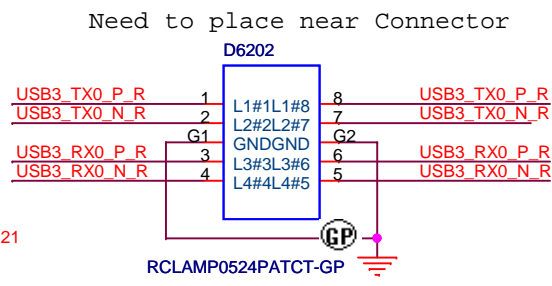 Need to place near Connector
D6202
USB3_TX0_P_R 1 L1#1L1#8 8 USB3_TX0_P_R
USB3_TX0_N_R 2 L2#2L2#7 7 USB3_TX0_N_R
G1 GNDGND G2
USB3_RX0_P_R 3 L3#3L3#6 6 USB3_RX0_P_R
USB3_RX0_N_R 4 L4#4L4#5 5 USB3_RX0_N_R
21
GP
RCLAMP0524PATCT-GP